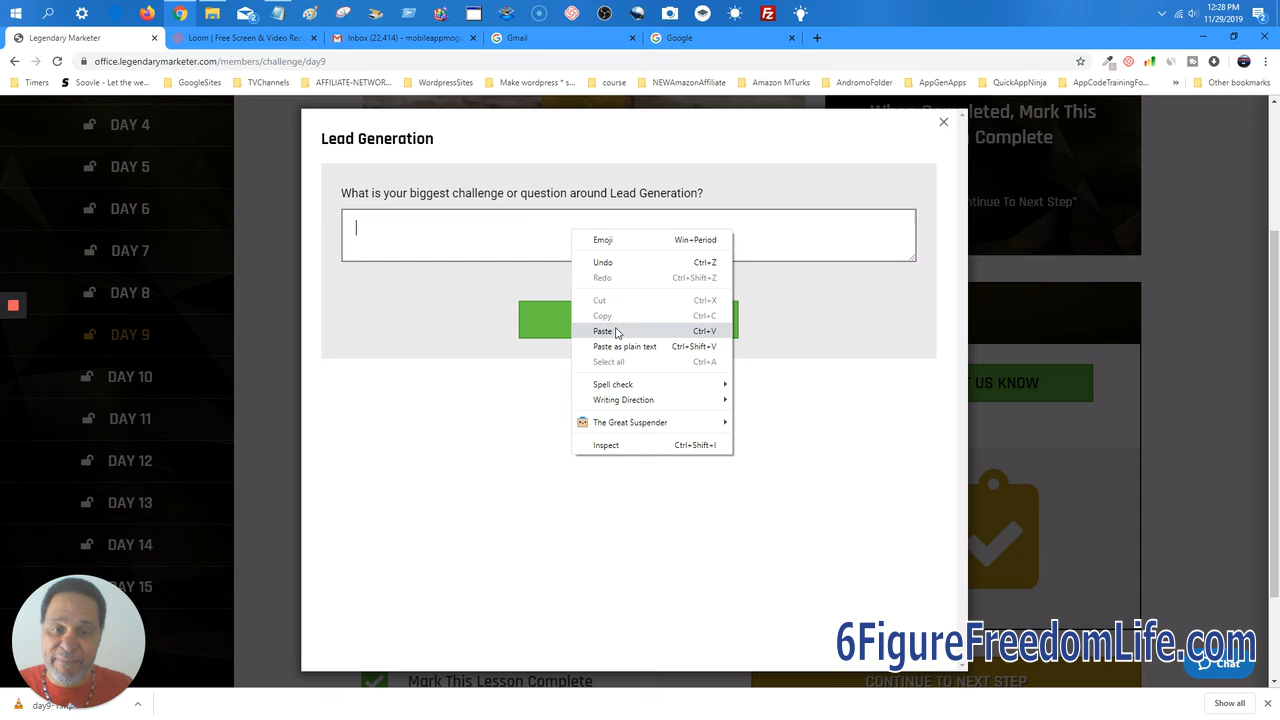 12:28 PM
11/29/2019
2
Legendary Marketer
Loom | Free Screen & Video Rec
Inbox (22,414) - mobileappmog
Gmail
Google
office.legendarymarketer.com/members/challenge/day9
Timers
Soovle - Let the we...
GoogleSites
TVChannels
AFFILIATE-NETWOR...
WordpressSites
Make wordpress * s...
course
NEWAmazonAffiliate
Amazon MTurks
AndromoFolder
AppGenApps
QuickAppNinja
AppCodeTrainingFo...
»
Other bookmarks
DAY 4
DAY 5
DAY 6
DAY 7
DAY 8
DAY 9
DAY 10
DAY 11
DAY 12
DAY 13
DAY 14
DAY 15
leted, Mark This
Complete
ntinue To Next Step"
Lead Generation
What is your biggest challenge or question around Lead Generation?
Emoji Win+Period
Undo Ctrl+Z
Redo Ctrl+Shift+Z
Cut Ctrl+X
Copy Ctrl+C
Paste Ctrl+V
Paste as plain text Ctrl+Shift+V
Select all Ctrl+A
Spell check
Writing Direction
The Great Suspender
Inspect Ctrl+Shift+I
US KNOW
6FigureFreedomLife.com
Chat
Mark This Lesson Complete
CONTINUE TO NEXT STEP
Show all